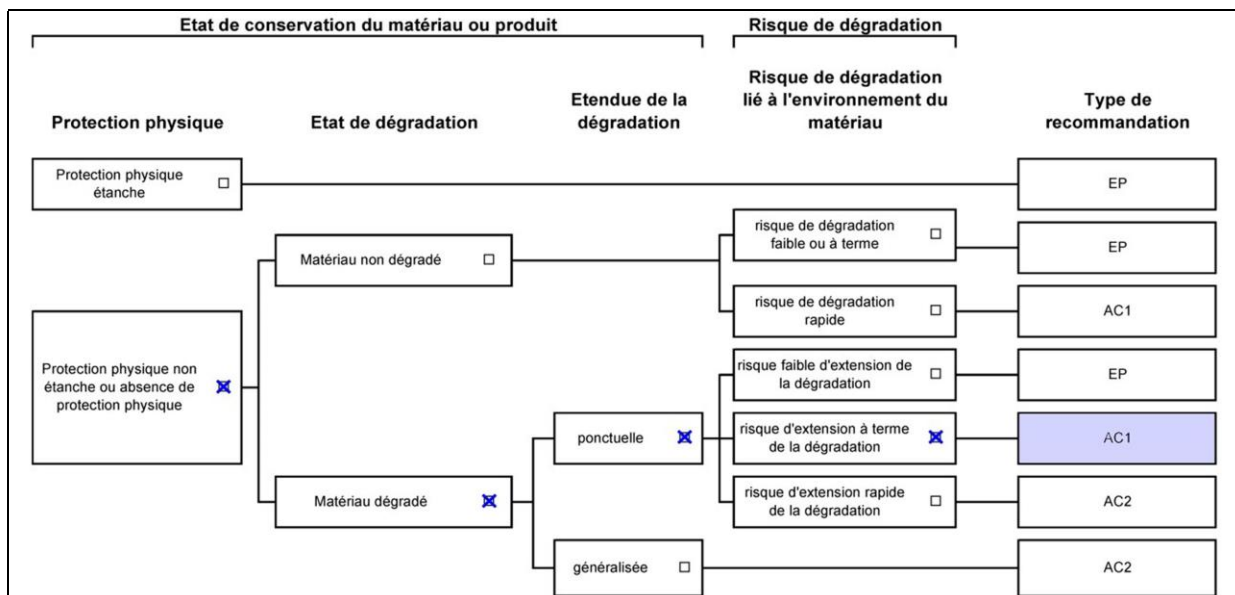 Etat de conservation du matériau ou produit
Risque de dégradation
Protection physique
Etat de dégradation
Etendue de la
dégradation
Risque de dégradation
lié à l'environnement du
matériau
Type de
recommandation
Protection physique
étanche
EP
Matériau non dégradé
risque de dégradation
faible ou à terme
EP
risque de dégradation
rapide
AC1
Protection physique non
étanche ou absence de
protection physique
risque faible d'extension de
la dégradation
EP
ponctuelle
risque d'extension à terme
de la dégradation
AC1
Matériau dégradé
risque d'extension rapide
de la dégradation
AC2
généralisée
AC2